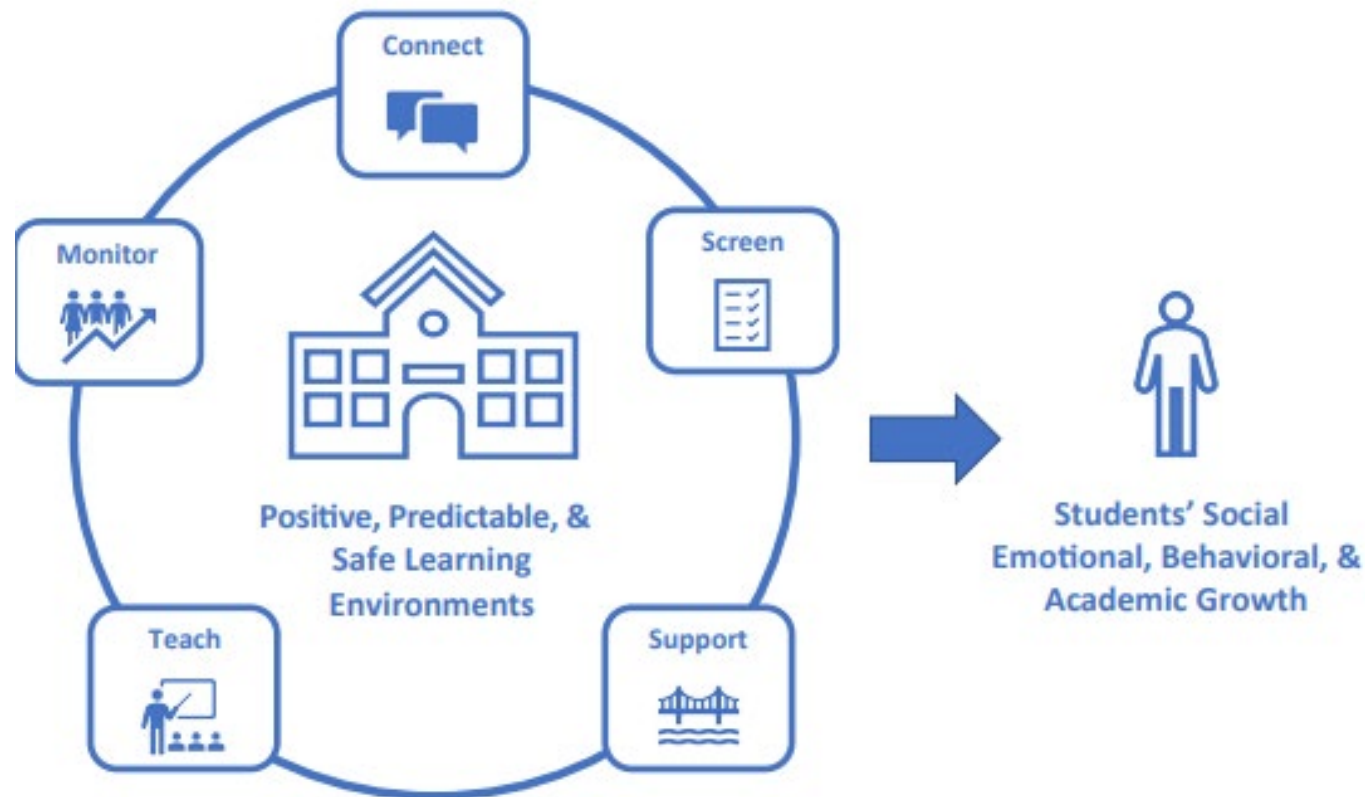 Connect
Screen
Monitor
Positive, Predictable, &
Safe Learning
Environments
Students’ Social
Emotional, Behavioral, &
Academic Growth
Teach
Support